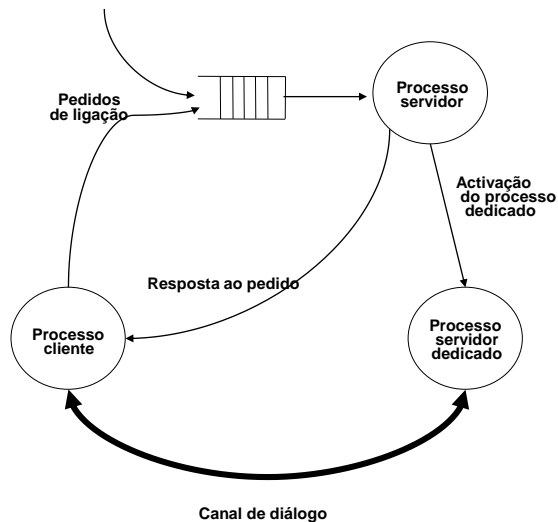 Processo
servidor
Pedidos
de ligação
Activação
do processo
dedicado
Resposta ao pedido
Processo
cliente
Processo
servidor
dedicado
Canal de diálogo